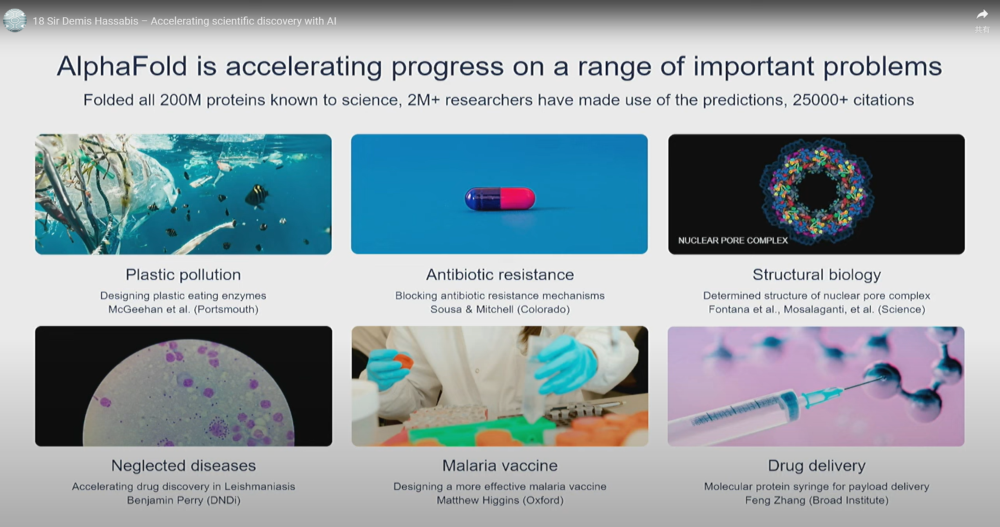 18 Sir Demis Hassabis – Accelerating scientific discovery with AI
共有
AlphaFold is accelerating progress on a range of important problems
Folded all 200M proteins known to science, 2M+ researchers have made use of the predictions, 25000+ citations
NUCLEAR PORE COMPLEX
Plastic pollution
Designing plastic eating enzymes
McGeehan et al. (Portsmouth)
Antibiotic resistance
Blocking antibiotic resistance mechanisms
Sousa & Mitchell (Colorado)
Structural biology
Determined structure of nuclear pore complex
Fontana et al., Mosalaganti, et al. (Science)
Neglected diseases
Accelerating drug discovery in Leishmaniasis
Benjamin Perry (DNDi)
Malaria vaccine
Designing a more effective malaria vaccine
Matthew Higgins (Oxford)
Drug delivery
Molecular protein syringe for payload delivery
Feng Zhang (Broad Institute)